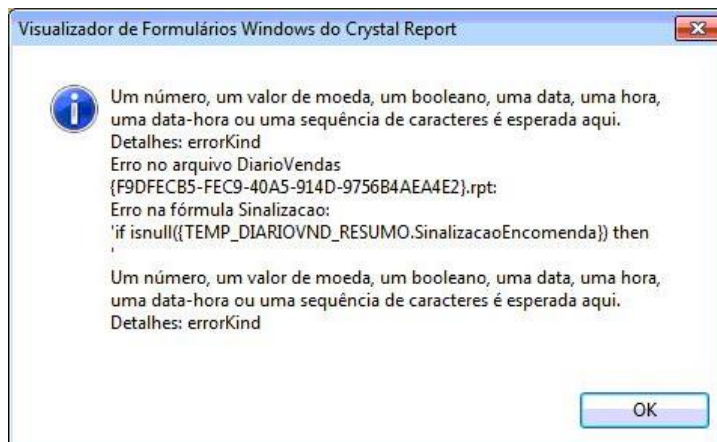 Visualizador de Formulários Windows do Crystal Report
Um número, um valor de moeda, um booleano, uma data, uma hora,
uma data-hora ou uma sequência de caracteres é esperada aqui.
Detalhes: errorKind
Erro no arquivo DiarioVendas
{F9DFECB5-FEC9-40A5-914D-9756B4AEA4E2}.rpt:
Erro na fórmula Sinalizacao:
'if isnull({TEMP_DIARIOVND_RESUMO.SinalizacaoEncomenda}) then
'
Um número, um valor de moeda, um booleano, uma data, uma hora,
uma data-hora ou uma sequência de caracteres é esperada aqui.
Detalhes: errorKind
OK